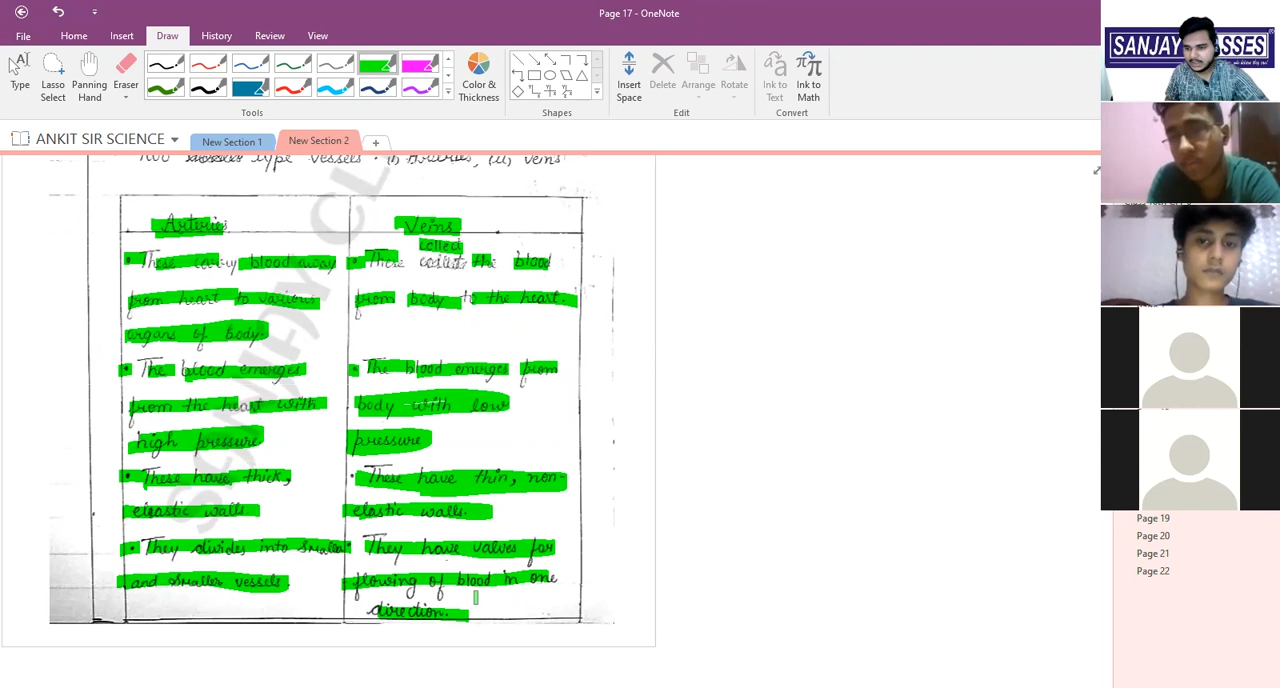 Page 17 - OneNote
File Home Insert Draw History Review View
Type
Lasso Select
Panning Hand
Eraser
Color & Thickness
Insert Space
Delete
Arrange
Rotate
Ink to Text
Ink to Math
Tools
Shapes
Edit
Convert
ANKIT SIR SCIENCE
New Section 1
New Section 2
SANJAY CLASSES
type vessels
veins
SANJAY CL
Arteries
• These carry blood away
from heart to various
organs of body.
• The blood emerges
from the heart with
high pressure
• These have thick,
elastic walls
• They divides into smaller
and smaller vessels.
Veins
collect
• These the blood
from body to the heart.
• The blood emerges from
body with low
pressure
• These have thin, non-
elastic walls.
• They have valves for
flowing of blood in one
direction.
Page 19
Page 20
Page 21
Page 22